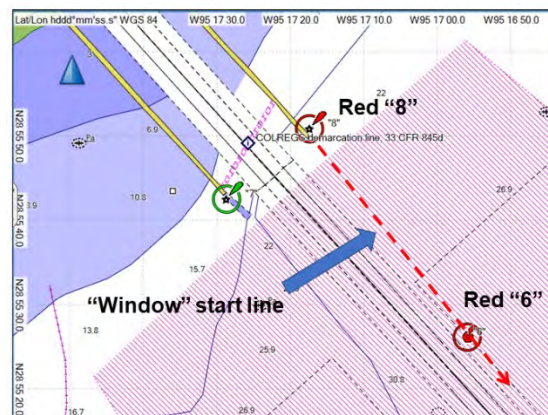 Lat/Lon hddd°mm'ss.s" WGS 84 W95 17 30.0 W95 17 20.0 W95 17 10.0 W95 17 00.0 W95 16 50.0
3
22
Red “8”
"8"
COLREGS demarcation line, 33 CFR 845d
N28 55 50.0
6.9
26.9
10.8
"7"
N28 55 40.0
22
15.7
“Window” start line
Red “6”
N28 55 30.0
13.8
25.9
30.8
N28 55 20.0
16.7
26.9
22